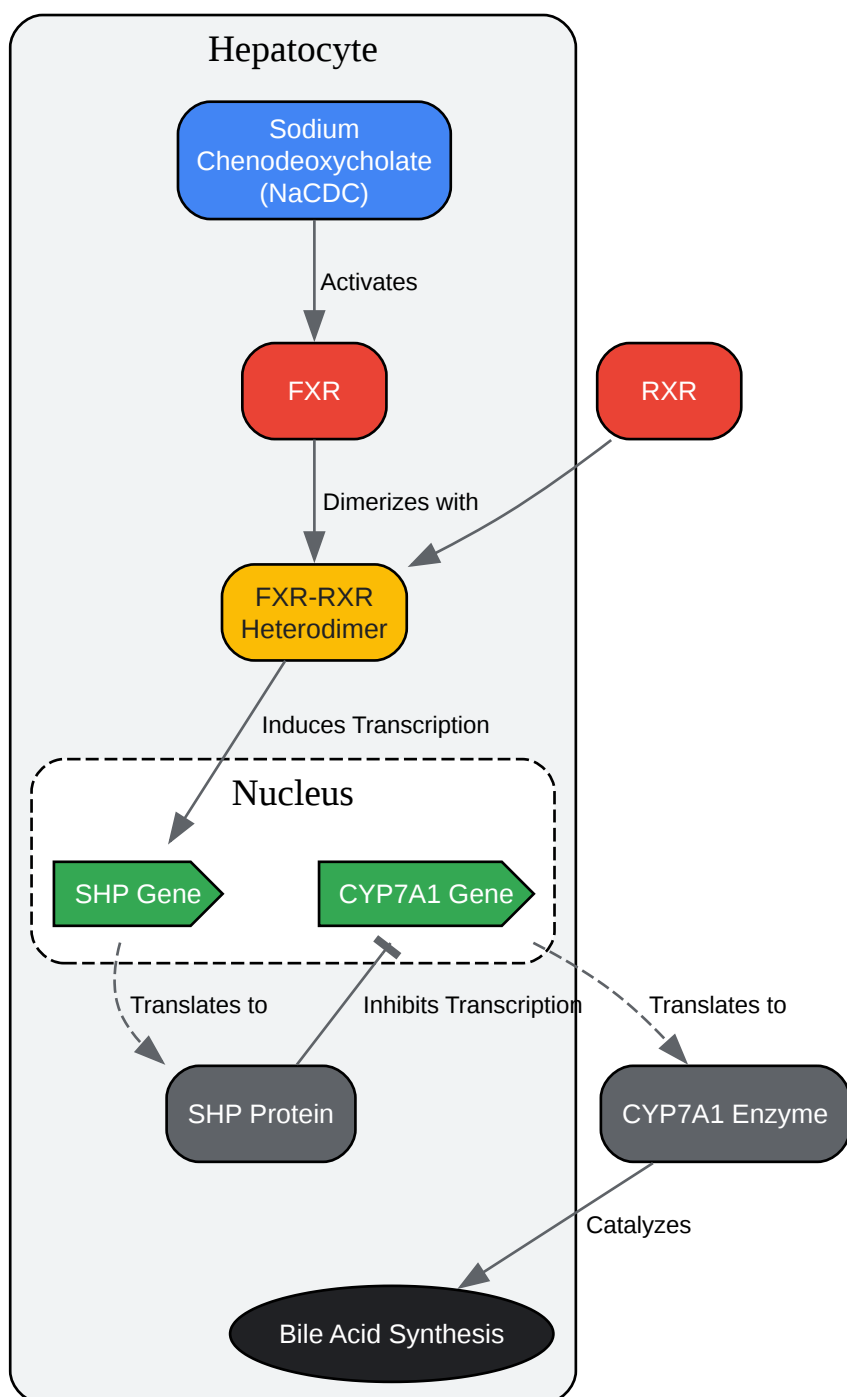 Hepatocyte
Sodium
Chenodeoxycholate
(NaCDC)
Activates
FXR
RXR
Dimerizes with
FXR-RXR
Heterodimer
Induces Transcription
Nucleus
SHP Gene
CYP7A1 Gene
Translates to
Inhibits Transcription
Translates to
SHP Protein
CYP7A1 Enzyme
Catalyzes
Bile Acid Synthesis